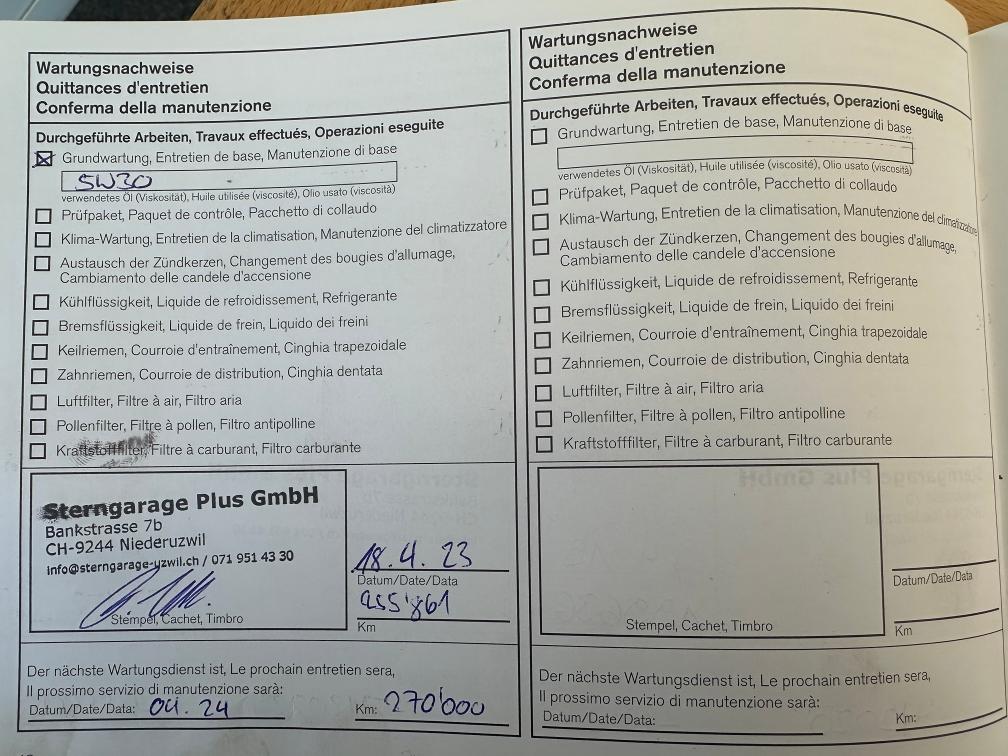 Wartungsnachweise
Quittances d'entretien
Conferma della manutenzione
Durchgeführte Arbeiten, Travaux effectués, Operazioni eseguite
Grundwartung, Entretien de base, Manutenzione di base
5W30
verwendetes Öl (Viskosität), Huile utilisée (viscosité), Olio usato (viscosità)
Prüfpaket, Paquet de contrôle, Pacchetto di collaudo
Klima-Wartung, Entretien de la climatisation, Manutenzione del climatizzatore
Austausch der Zündkerzen, Changement des bougies d'allumage,
Cambiamento delle candele d'accensione
Kühlflüssigkeit, Liquide de refroidissement, Refrigerante
Bremsflüssigkeit, Liquide de frein, Liquido dei freini
Keilriemen, Courroie d'entraînement, Cinghia trapezoidale
Zahnriemen, Courroie de distribution, Cinghia dentata
Luftfilter, Filtre à air, Filtro aria
Pollenfilter, Filtre à pollen, Filtro antipolline
Kraftstofffilter, Filtre à carburant, Filtro carburante
Sterngarage Plus GmbH
Bankstrasse 7b
CH-9244 Niederuzwil
info@sterngarage-uzwil.ch / 071 951 43 30
Stempel, Cachet, Timbro
18.4.23
Datum/Date/Data
Km
Der nächste Wartungsdienst ist, Le prochain entretien sera,
Il prossimo servizio di manutenzione sarà:
Datum/Date/Data: 04.24
Km: 270'000
Wartungsnachweise
Quittances d'entretien
Conferma della manutenzione
Durchgeführte Arbeiten, Travaux effectués, Operazioni eseguite
Grundwartung, Entretien de base, Manutenzione di base
verwendetes Öl (Viskosität), Huile utilisée (viscosité), Olio usato (viscosità)
Prüfpaket, Paquet de contrôle, Pacchetto di collaudo
Klima-Wartung, Entretien de la climatisation, Manutenzione del climatizzatore
Austausch der Zündkerzen, Changement des bougies d'allumage,
Cambiamento delle candele d'accensione
Kühlflüssigkeit, Liquide de refroidissement, Refrigerante
Bremsflüssigkeit, Liquide de frein, Liquido dei freini
Keilriemen, Courroie d'entraînement, Cinghia trapezoidale
Zahnriemen, Courroie de distribution, Cinghia dentata
Luftfilter, Filtre à air, Filtro aria
Pollenfilter, Filtre à pollen, Filtro antipolline
Kraftstofffilter, Filtre à carburant, Filtro carburante
Stempel, Cachet, Timbro
Datum/Date/Data
Km
Der nächste Wartungsdienst ist, Le prochain entretien sera,
Il prossimo servizio di manutenzione sarà:
Datum/Date/Data:
Km: